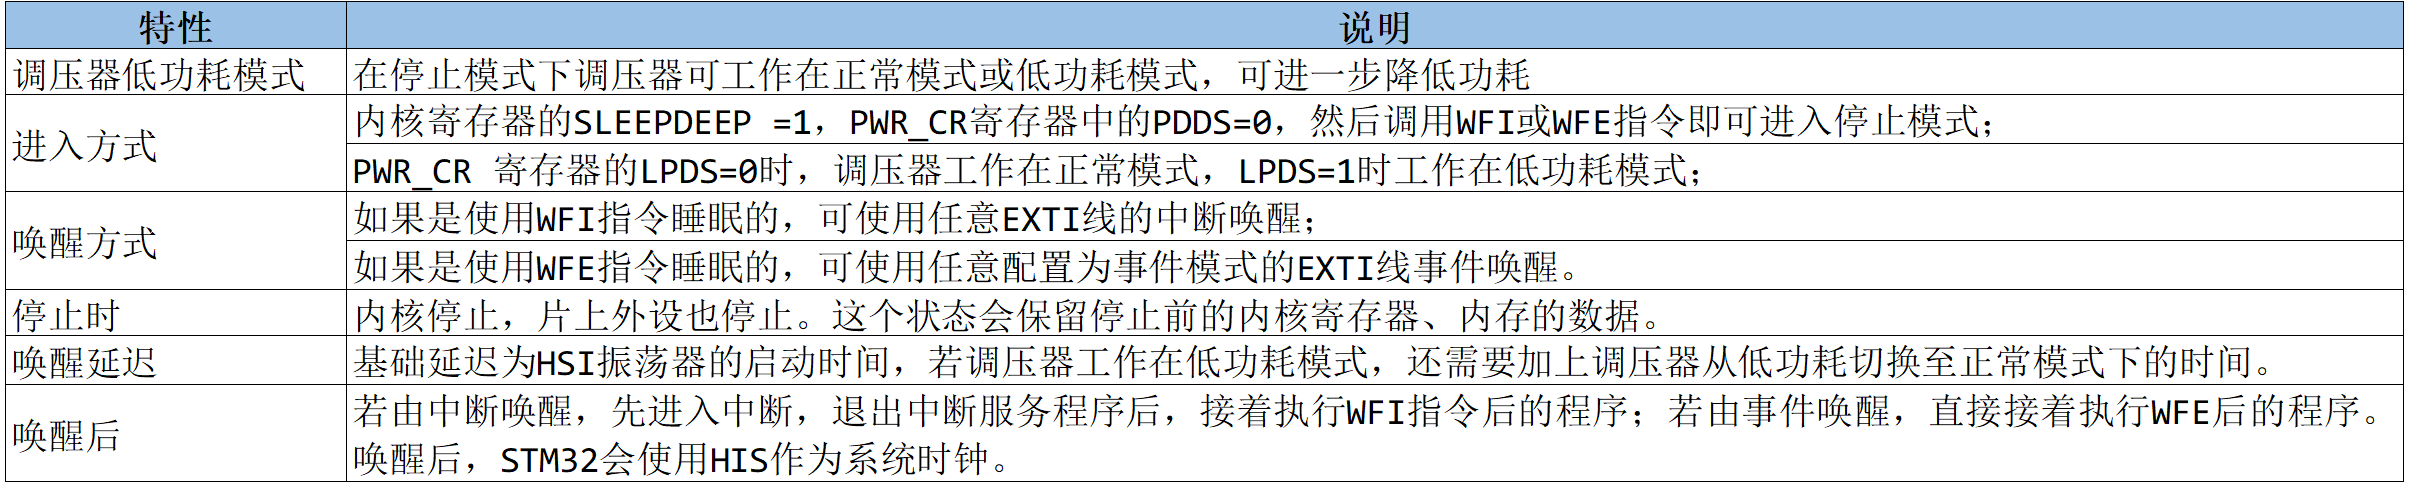 特性 说明
调压器低功耗模式 在停止模式下调压器可工作在正常模式或低功耗模式，可进一步降低功耗
进入方式 内核寄存器的SLEEPDEEP =1，PWR_CR寄存器中的PDDS=0，然后调用WFI或WFE指令即可进入停止模式；
PWR_CR 寄存器的LPDS=0时，调压器工作在正常模式，LPDS=1时工作在低功耗模式；
唤醒方式 如果是使用WFI指令睡眠的，可使用任意EXTI线的中断唤醒；
如果是使用WFE指令睡眠的，可使用任意配置为事件模式的EXTI线事件唤醒。
停止时 内核停止，片上外设也停止。这个状态会保留停止前的内核寄存器、内存的数据。
唤醒延迟 基础延迟为HSI振荡器的启动时间，若调压器工作在低功耗模式，还需要加上调压器从低功耗切换至正常模式下的时间。
唤醒后 若由中断唤醒，先进入中断，退出中断服务程序后，接着执行WFI指令后的程序；若由事件唤醒，直接接着执行WFE后的程序。
唤醒后，STM32会使用HIS作为系统时钟。